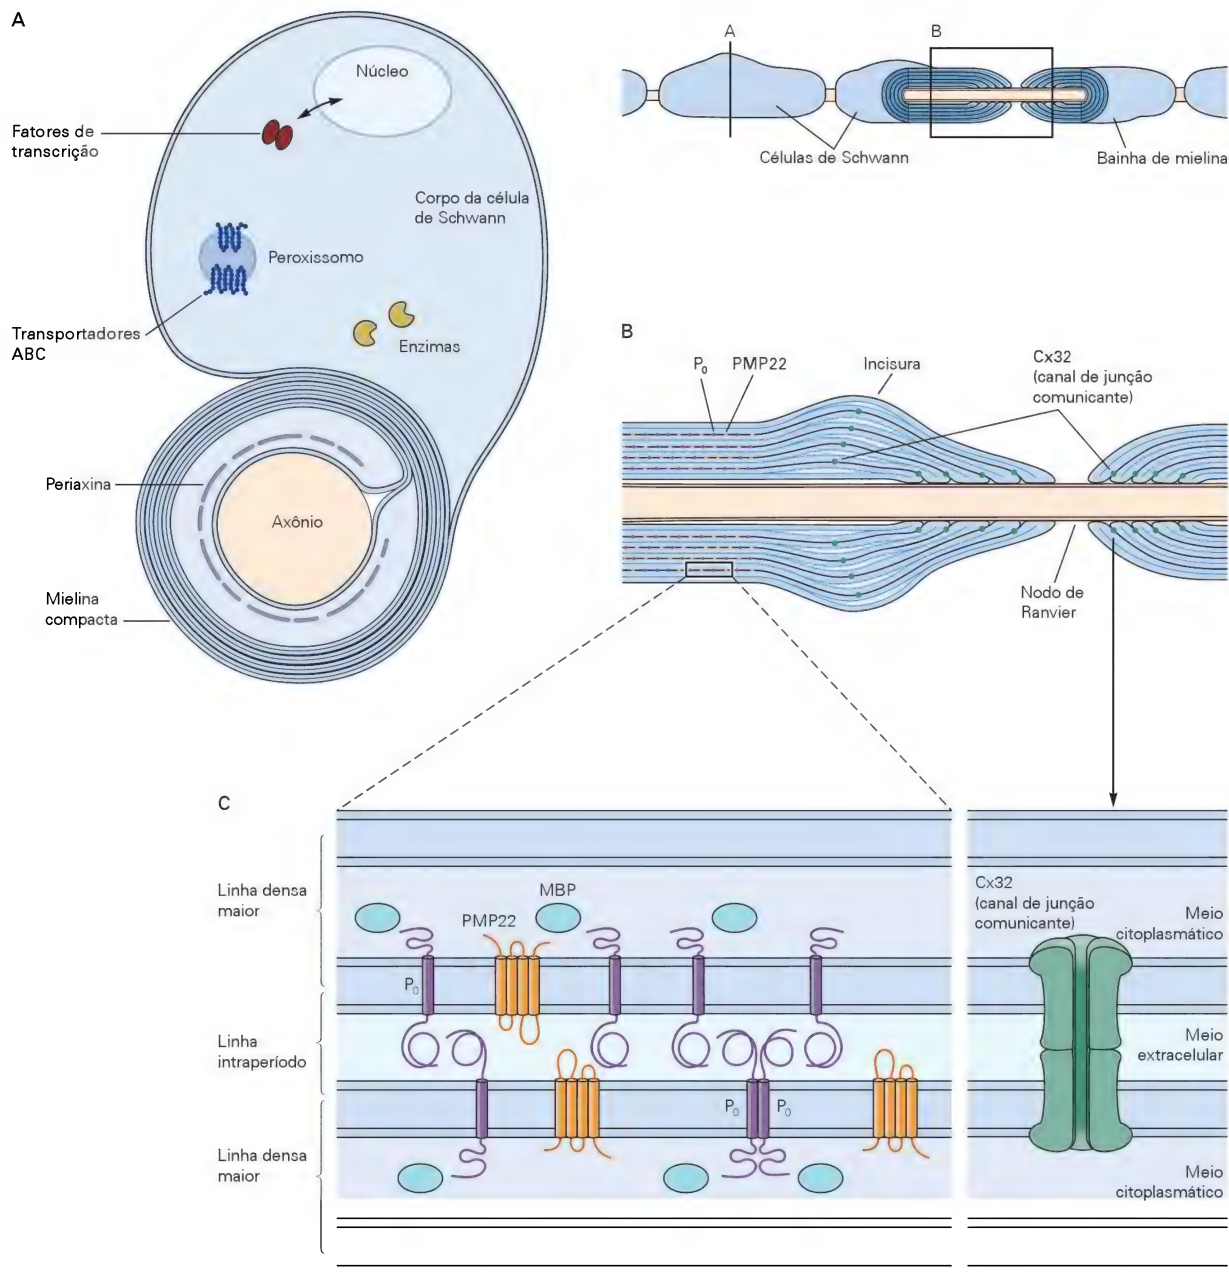 A
Núcleo
Fatores de
transcrição
Corpo da célula
de Schwann
Peroxissomo
Transportadores
ABC
Enzimas
Periaxina
Axônio
Mielina
compacta
A
B
Células de Schwann
Bainha de mielina
B
P0
PMP22
Incisura
Cx32
(canal de junção
comunicante)
Nodo de
Ranvier
C
Linha densa
maior
MBP
PMP22
P0
Linha
intraperíodo
P0
P0
Linha densa
maior
Cx32
(canal de junção
comunicante)
Meio
citoplasmático
Meio
extracelular
Meio
citoplasmático